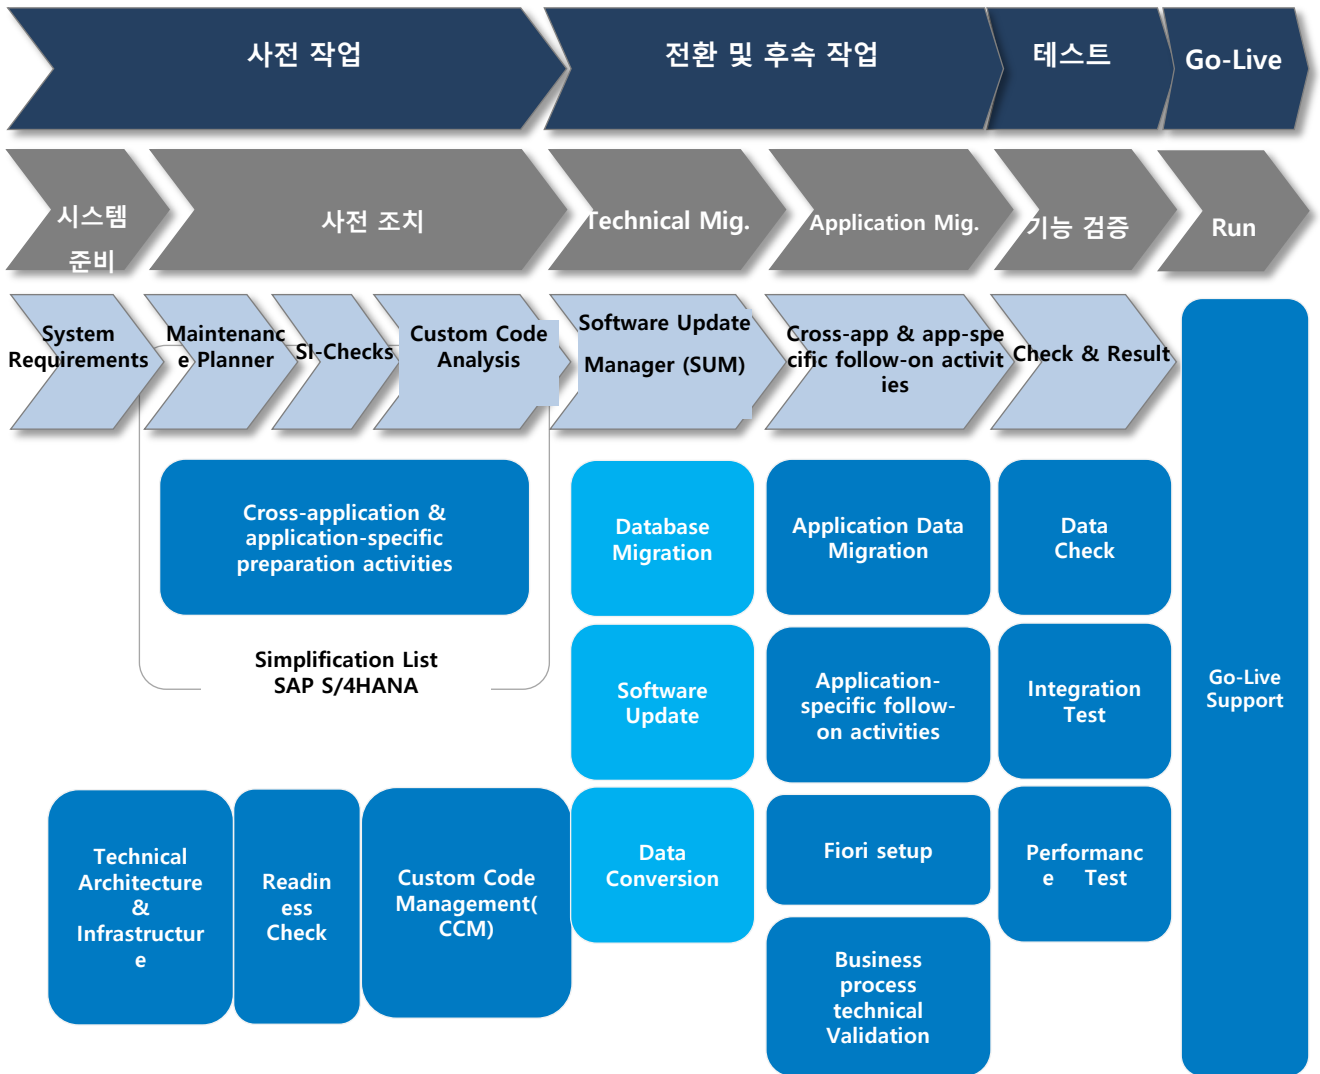 사전 작업
전환 및 후속 작업
테스트
Go-Live
시스템
준비
사전 조치
Technical Mig.
Application Mig.
기능 검증
Run
System
Requirements
Maintenanc
e Planner
SI-Checks
Custom Code
Analysis
Software Update
Manager (SUM)
Cross-app & app-spe
cific follow-on activit
ies
Check & Result
Cross-application &
application-specific
preparation activities
Simplification List
SAP S/4HANA
Database
Migration
Application Data
Migration
Data
Check
Software
Update
Application-
specific follow-
on activities
Integration
Test
Go-Live
Support
Technical
Architecture
&
Infrastructur
e
Readin
ess
Check
Custom Code
Management(
CCM)
Data
Conversion
Fiori setup
Performanc
e Test
Business
process
technical
Validation